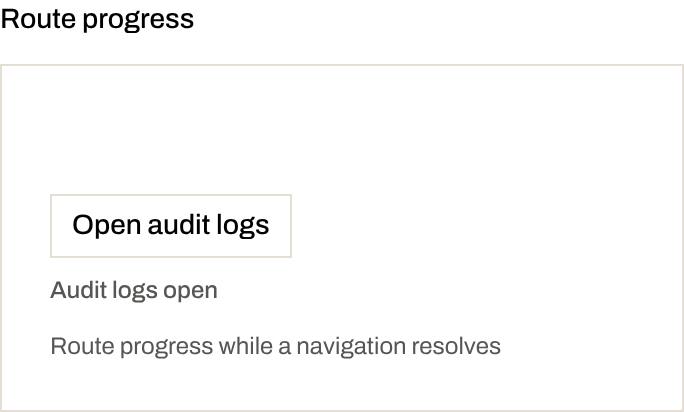 Route progress
Open audit logs
Audit logs open
Route progress while a navigation resolves